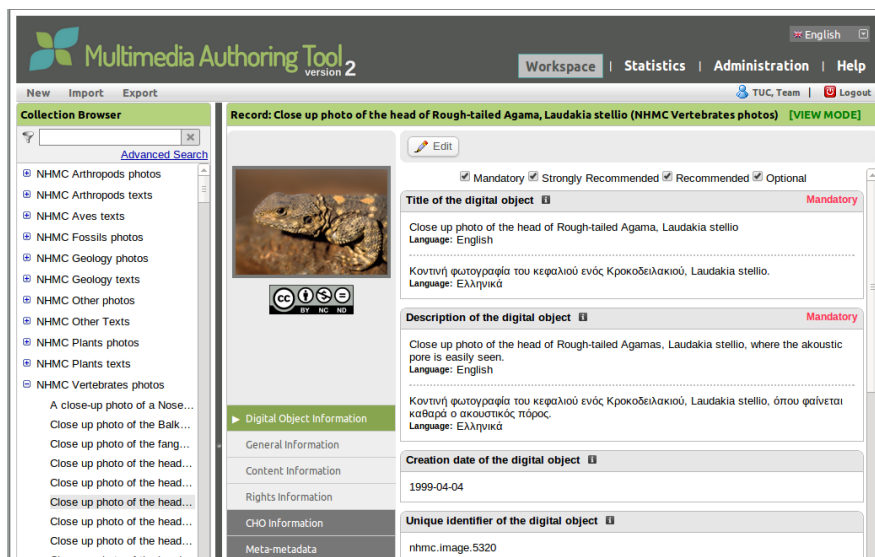 Multimedia Authoring Tool
version 2
English
Workspace | Statistics | Administration | Help
New Import Export
TUC, Team | Logout
Collection Browser
Advanced Search
NHMC Arthropods photos
NHMC Arthropods texts
NHMC Aves texts
NHMC Fossils photos
NHMC Geology photos
NHMC Geology texts
NHMC Other photos
NHMC Other Texts
NHMC Plants photos
NHMC Plants texts
NHMC Vertebrates photos
A close-up photo of a Nose...
Close up photo of the Balk...
Close up photo of the fang...
Close up photo of the head...
Close up photo of the head...
Close up photo of the head...
Close up photo of the head...
Close up photo of the head...
Record: Close up photo of the head of Rough-tailed Agama, Laudakia stellio (NHMC Vertebrates photos) [VIEW MODE]
cc BY NC ND
Digital Object Information
General Information
Content Information
Rights Information
CHO Information
Meta-metadata
Edit
Mandatory Strongly Recommended Recommended Optional
Title of the digital object Mandatory
Close up photo of the head of Rough-tailed Agama, Laudakia stellio
Language: English
Κοντινή φωτογραφία του κεφαλιού ενός Κροκοδειλακιού, Laudakia stellio.
Language: Ελληνικά
Description of the digital object Mandatory
Close up photo of the head of Rough-tailed Agamas, Laudakia stellio, where the akoustic
pore is easily seen.
Language: English
Κοντινή φωτογραφία του κεφαλιού ενός Κροκοδειλακιού, Laudakia stellio, όπου φαίνεται
καθαρά ο ακουστικός πόρος.
Language: Ελληνικά
Creation date of the digital object
1999-04-04
Unique identifier of the digital object
nhmc.image.5320